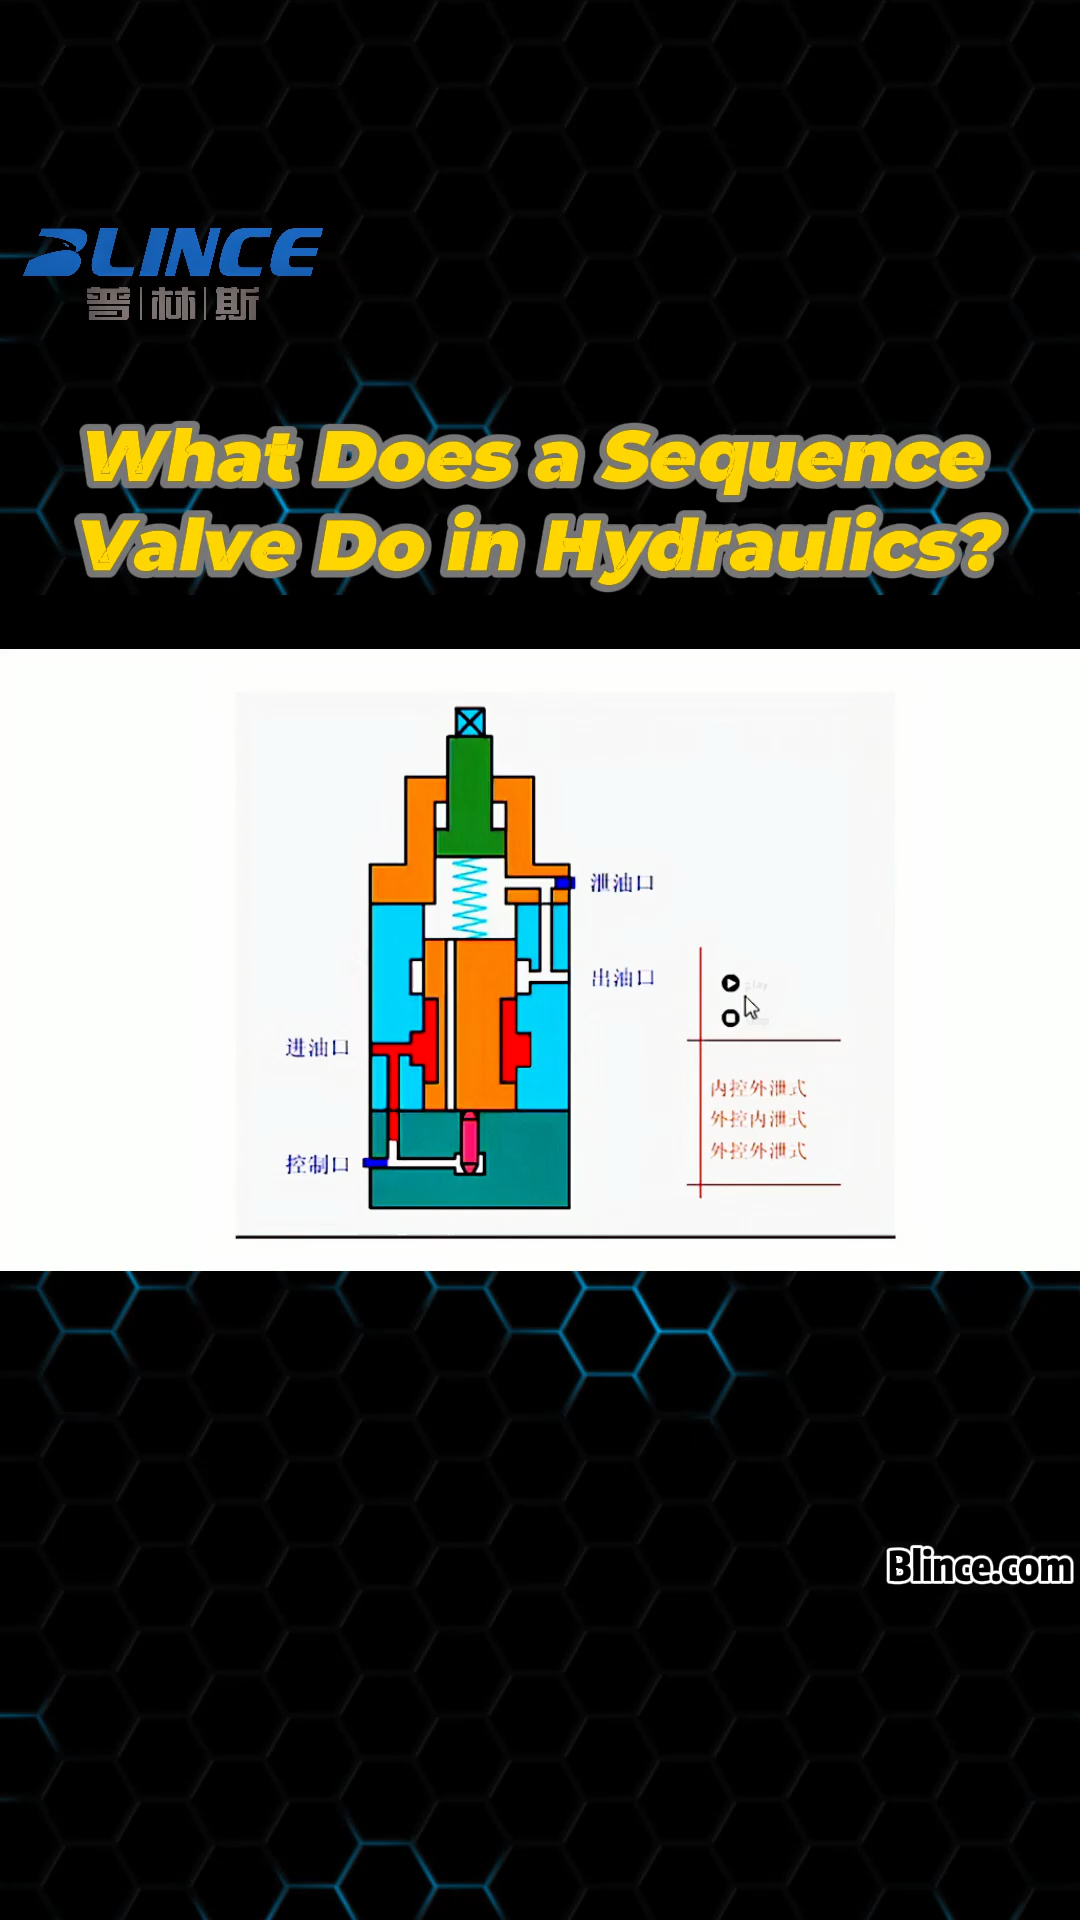 BLINCE
普林斯
What Does a Sequence
Valve Do in Hydraulics?
泄油口
出油口
play
进油口
控制口
内控外泄式
外控内泄式
外控外泄式
Blince.com